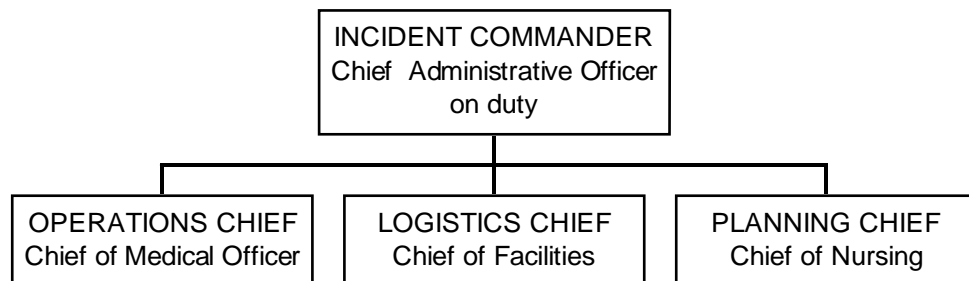 INCIDENT COMMANDER
Chief Administrative Officer
on duty
OPERATIONS CHIEF
Chief of Medical Officer
LOGISTICS CHIEF
Chief of Facilities
PLANNING CHIEF
Chief of Nursing